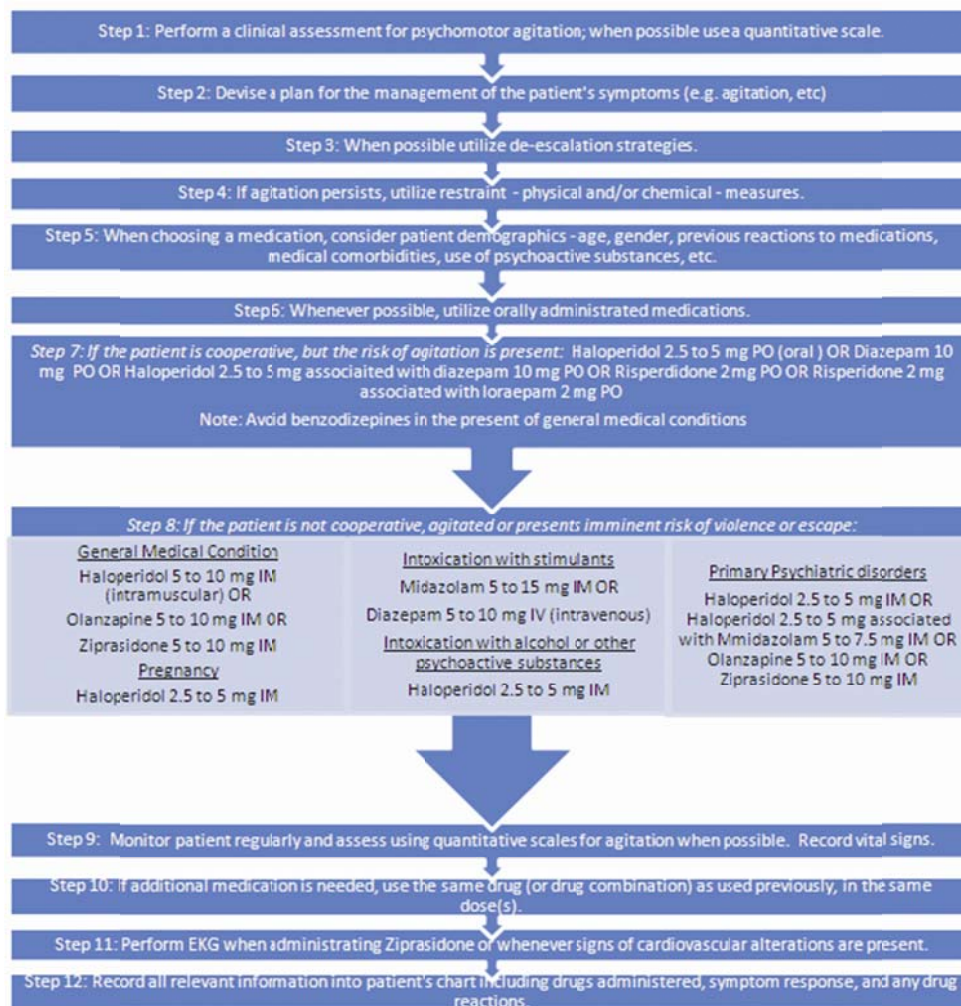 Step 1: Perform a clinical assessment for psychomotor agitation; when possible use a quantitative scale.
Step 2: Devise a plan for the management of the patient's symptoms (e.g. agitation, etc)
Step 3: When possible utilize de-escalation strategies.
Step 4: If agitation persists, utilize restraint - physical and/or chemical - measures.
Step 5: When choosing a medication, consider patient demographics - age, gender, previous reactions to medications,
medical comorbidities, use of psychoactive substances, etc.
Step 6: Whenever possible, utilize orally administrated medications.
Step 7: If the patient is cooperative, but the risk of agitation is present: Haloperidol 2.5 to 5 mg PO (oral ) OR Diazepam 10
mg PO OR Haloperidol 2.5 to 5 mg associaited with diazepam 10 mg PO OR Risperdidone 2mg PO OR Risperidone 2 mg
associated with loraepam 2 mg PO
Note: Avoid benzodizepines in the present of general medical conditions
Step 8: If the patient is not cooperative, agitated or presents imminent risk of violence or escape:
General Medical Condition
Haloperidol 5 to 10 mg IM
(intramuscular) OR
Olanzapine 5 to 10 mg IM OR
Ziprasidone 5 to 10 mg IM
Pregnancy
Haloperidol 2.5 to 5 mg IM
Intoxication with stimulants
Midazolam 5 to 15 mg IM OR
Diazepam 5 to 10 mg IV (intravenous)
Intoxication with alcohol or other
psychoactive substances
Haloperidol 2.5 to 5 mg IM
Primary Psychiatric disorders
Haloperidol 2.5 to 5 mg IM OR
Haloperidol 2.5 to 5 mg associated
with Mmidazolam 5 to 7.5 mg IM OR
Olanzapine 5 to 10 mg IM OR
Ziprasidone 5 to 10 mg IM
Step 9: Monitor patient regularly and assess using quantitative scales for agitation when possible. Record vital signs.
Step 10: If additional medication is needed, use the same drug (or drug combination) as used previously, in the same
dose(s).
Step 11: Perform EKG when administrating Ziprasidone or whenever signs of cardiovascular alterations are present.
Step 12: Record all relevant information into patient's chart including drugs administered, symptom response, and any drug
reactions.